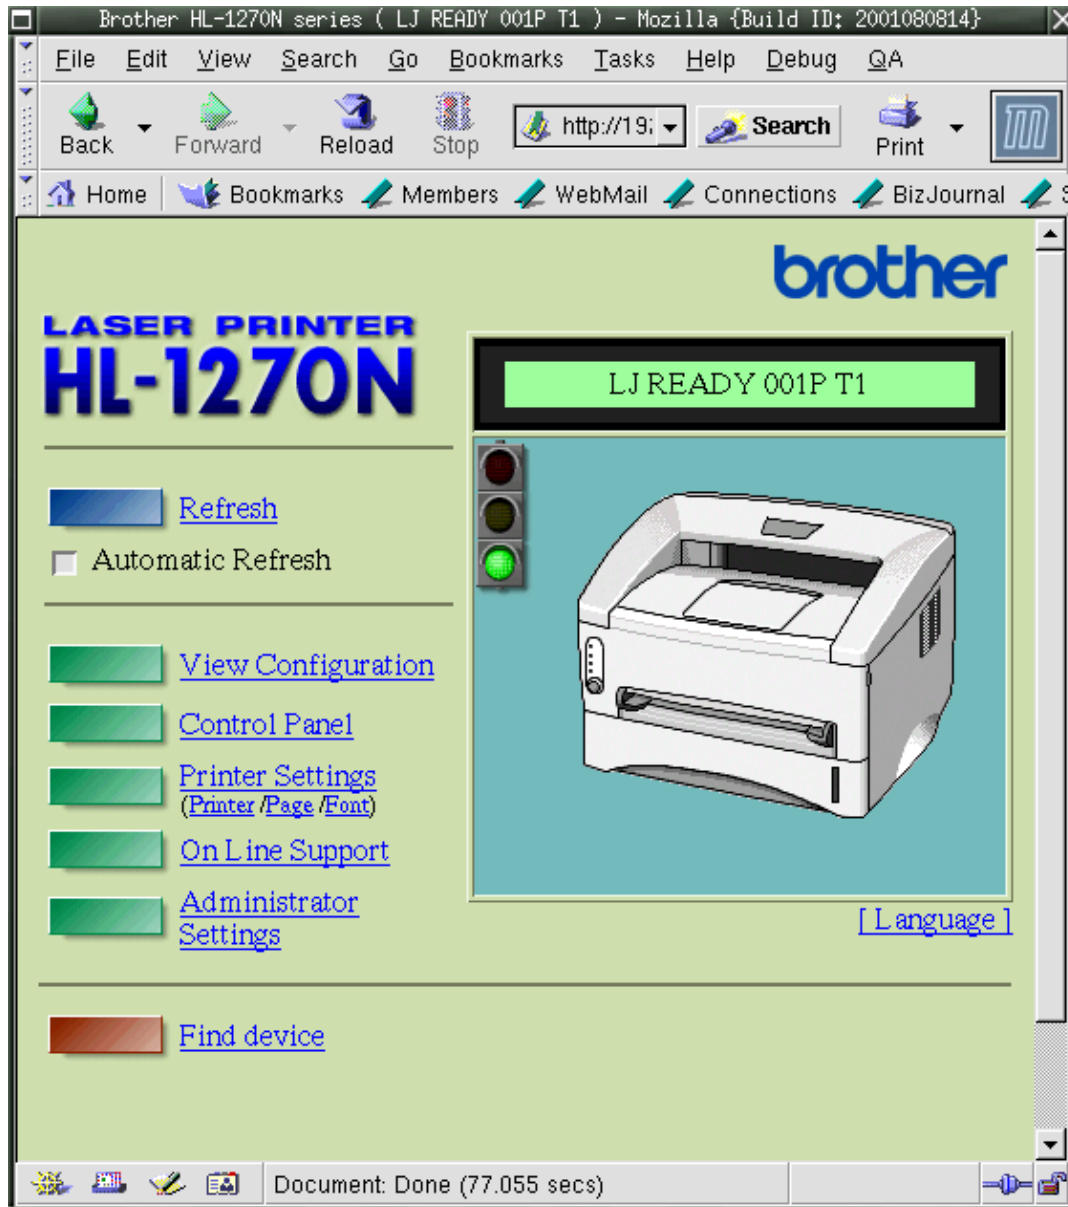 Brother HL-1270N series ( LJ READY 001P T1 ) - Mozilla {Build ID: 2001080814}
File Edit View Search Go Bookmarks Tasks Help Debug QA
Back Forward Reload Stop http://19 Search Print
Home Bookmarks Members WebMail Connections BizJournal
brother
LASER PRINTER
HL-1270N
LJ READY 001P T1
Refresh
Automatic Refresh
View Configuration
Control Panel
Printer Settings
(Printer /Page /Font)
On Line Support
Administrator
Settings
[ Language ]
Find device
Document: Done (77.055 secs)